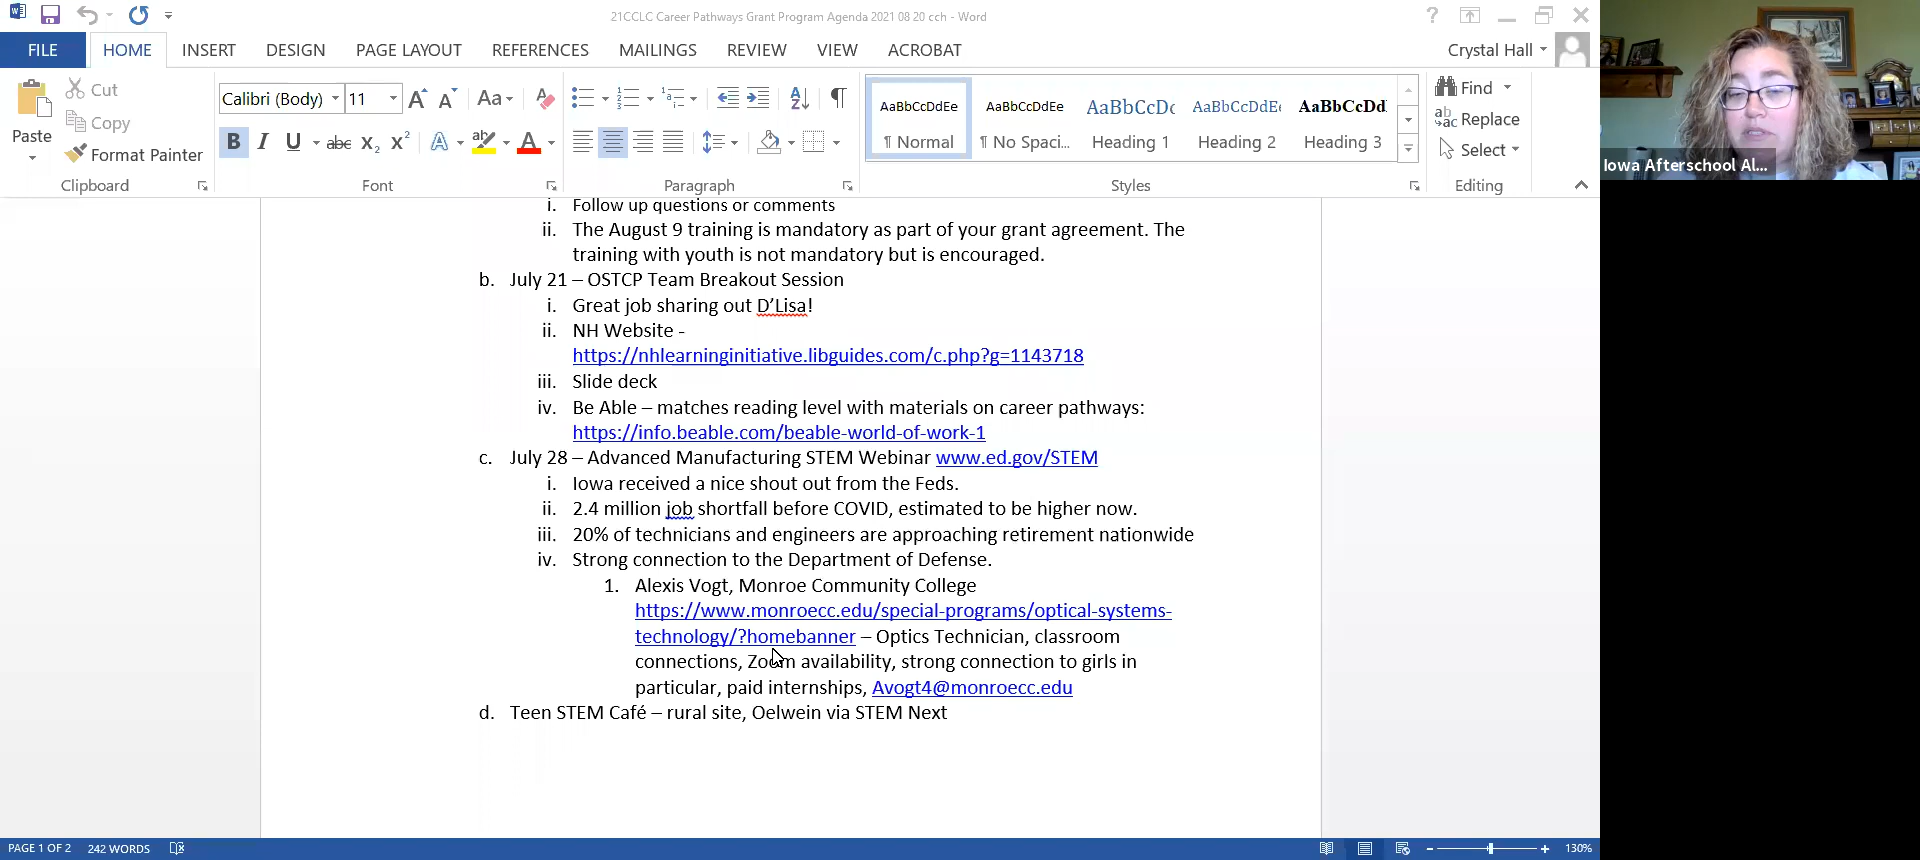 21CCLC Career Pathways Grant Program Agenda 2021 08 20 cch - Word
?
FILE HOME INSERT DESIGN PAGE LAYOUT REFERENCES MAILINGS REVIEW VIEW ACROBAT
Crystal Hall
Paste
Cut
Copy
Format Painter
Calibri (Body) 11
Aa
B I U abc X₂ X²
AaBbCcDdEe AaBbCcDdEe AaBbCcDc AaBbCcDdEe AaBbCcDd
¶ Normal ¶ No Spaci... Heading 1 Heading 2 Heading 3
Find
Replace
Select
Clipboard Font Paragraph Styles Editing
Iowa Afterschool Al...
i. Follow up questions or comments
ii. The August 9 training is mandatory as part of your grant agreement. The
training with youth is not mandatory but is encouraged.
b. July 21 – OSTCP Team Breakout Session
i. Great job sharing out D’Lisa!
ii. NH Website -
https://nhlearninginitiative.libguides.com/c.php?g=1143718
iii. Slide deck
iv. Be Able – matches reading level with materials on career pathways:
https://info.beable.com/beable-world-of-work-1
c. July 28 – Advanced Manufacturing STEM Webinar www.ed.gov/STEM
i. Iowa received a nice shout out from the Feds.
ii. 2.4 million job shortfall before COVID, estimated to be higher now.
iii. 20% of technicians and engineers are approaching retirement nationwide
iv. Strong connection to the Department of Defense.
1. Alexis Vogt, Monroe Community College
https://www.monroecc.edu/special-programs/optical-systems-
technology/?homebanner – Optics Technician, classroom
connections, Zoom availability, strong connection to girls in
particular, paid internships, Avogt4@monroecc.edu
d. Teen STEM Café – rural site, Oelwein via STEM Next
PAGE 1 OF 2 242 WORDS
130%